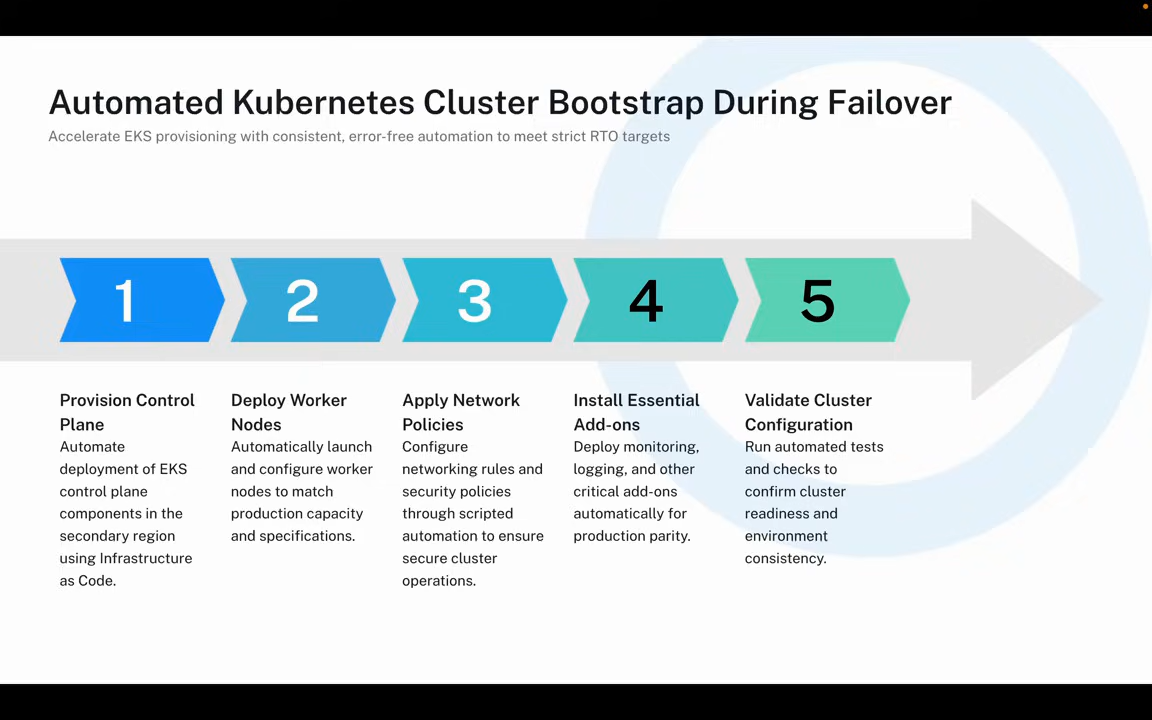 Automated Kubernetes Cluster Bootstrap During Failover
Accelerate EKS provisioning with consistent, error-free automation to meet strict RTO targets
1
2
3
4
5
Provision Control
Plane
Automate
deployment of EKS
control plane
components in the
secondary region
using Infrastructure
as Code.
Deploy Worker
Nodes
Automatically launch
and configure worker
nodes to match
production capacity
and specifications.
Apply Network
Policies
Configure
networking rules and
security policies
through scripted
automation to ensure
secure cluster
operations.
Install Essential
Add-ons
Deploy monitoring,
logging, and other
critical add-ons
automatically for
production parity.
Validate Cluster
Configuration
Run automated tests
and checks to
confirm cluster
readiness and
environment
consistency.